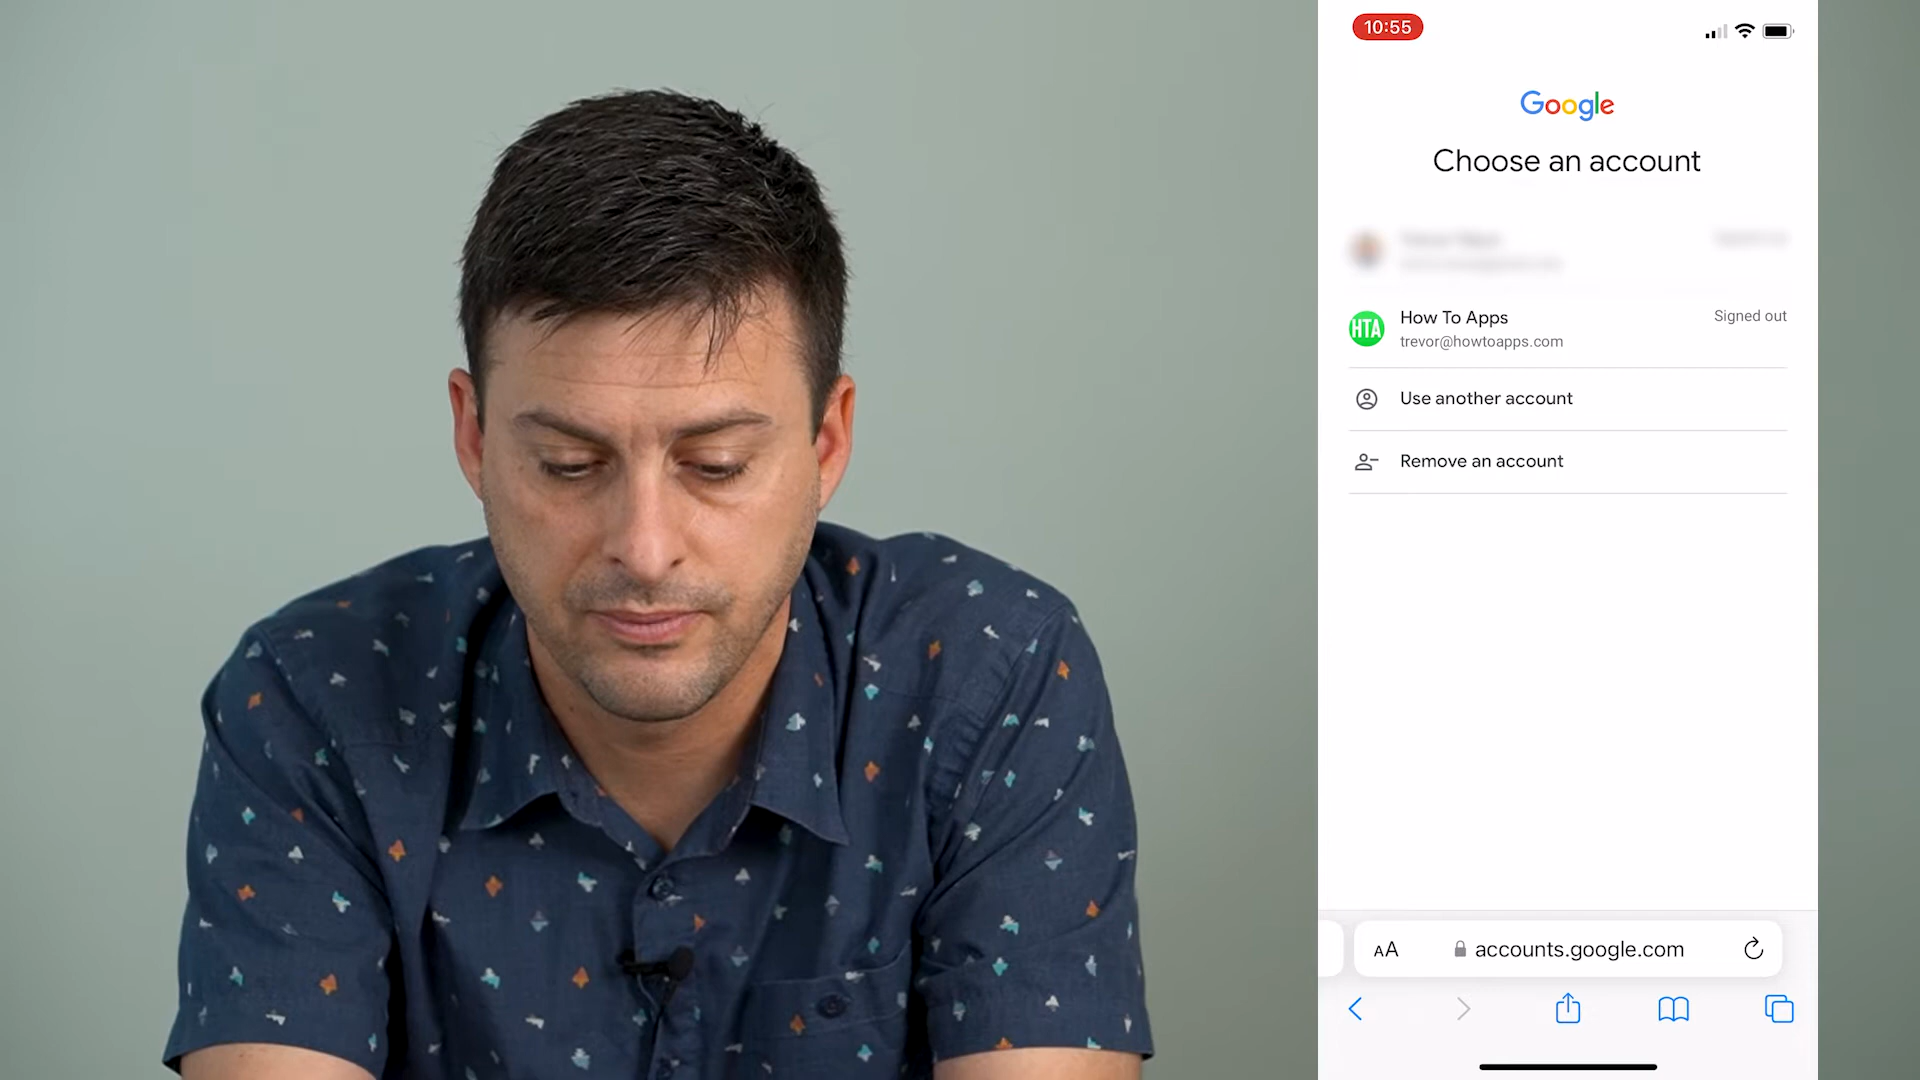 10:55
Google
Choose an account
HTA
How To Apps
Signed out
trevor@howtoapps.com
Use another account
Remove an account
AA
accounts.google.com